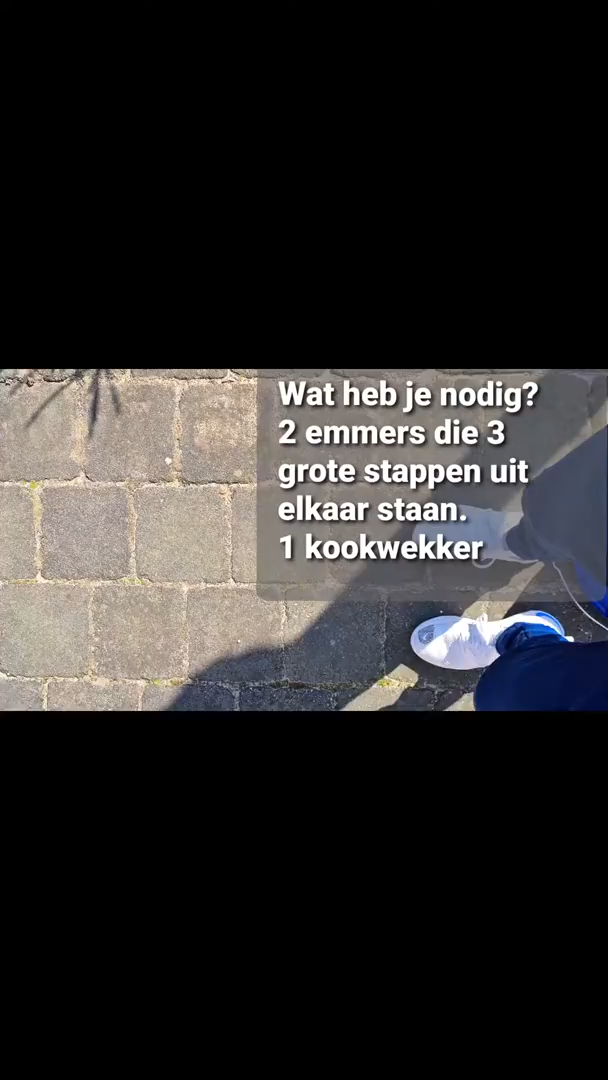 Wat heb je nodig?
2 emmers die 3
grote stappen uit
elkaar staan.
1 kookwekker